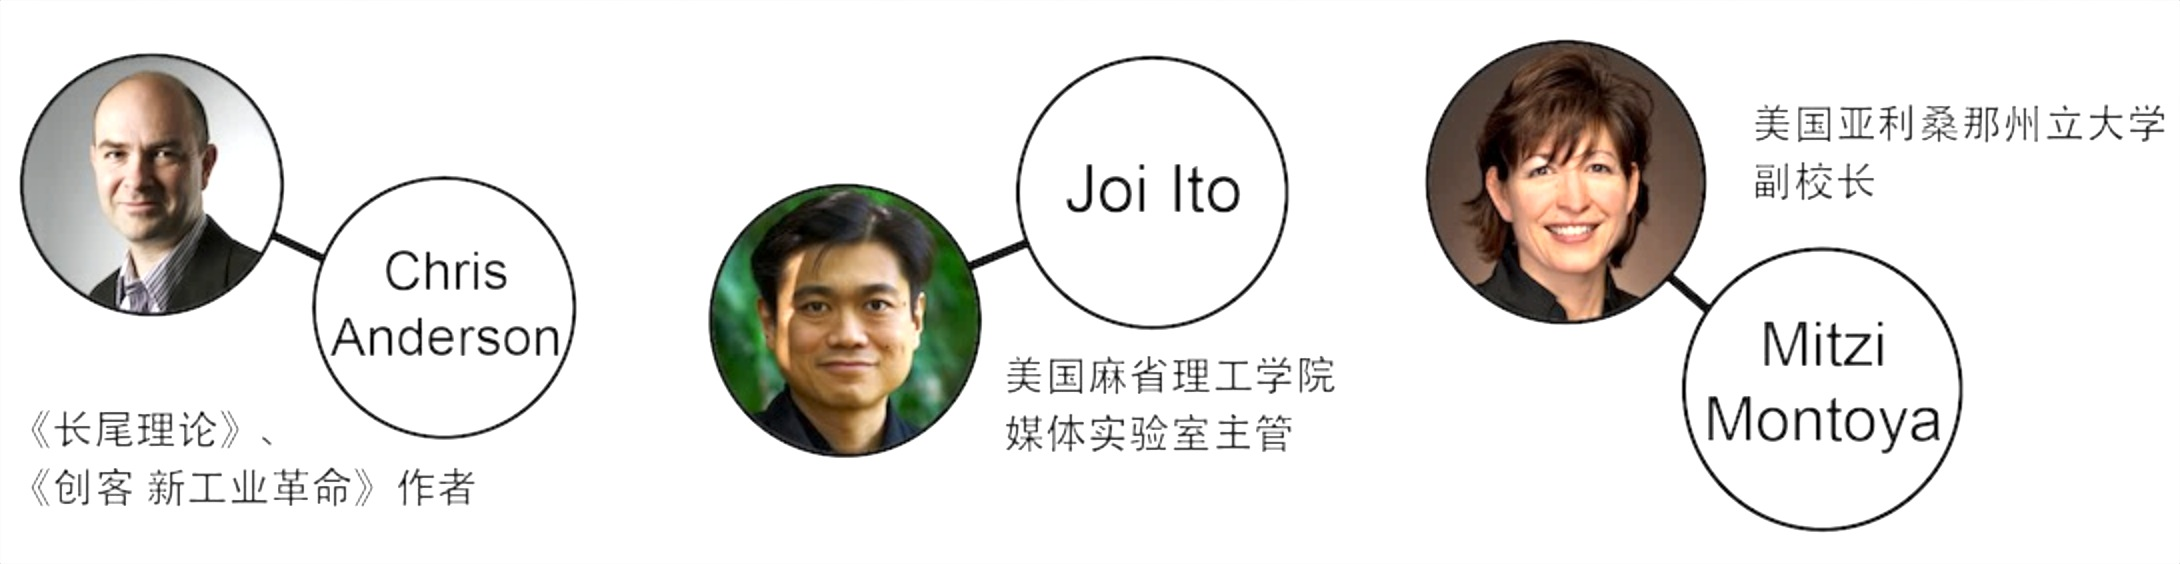 Chris
Anderson
《长尾理论》、
《创客 新工业革命》作者
Joi Ito
美国麻省理工学院
媒体实验室主管
美国亚利桑那州立大学
副校长
Mitzi
Montoya